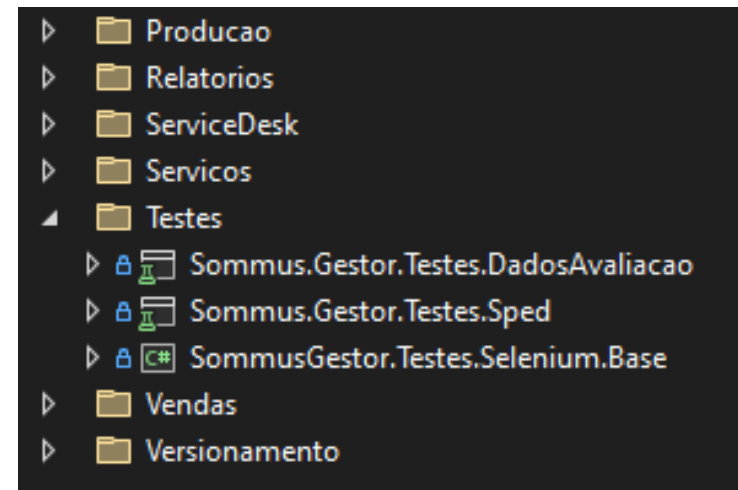 Producao
Relatorios
ServiceDesk
Servicos
Testes
Sommus.Gestor.Testes.DadosAvaliacao
Sommus.Gestor.Testes.Sped
C# SommusGestor.Testes.Selenium.Base
Vendas
Versionamento